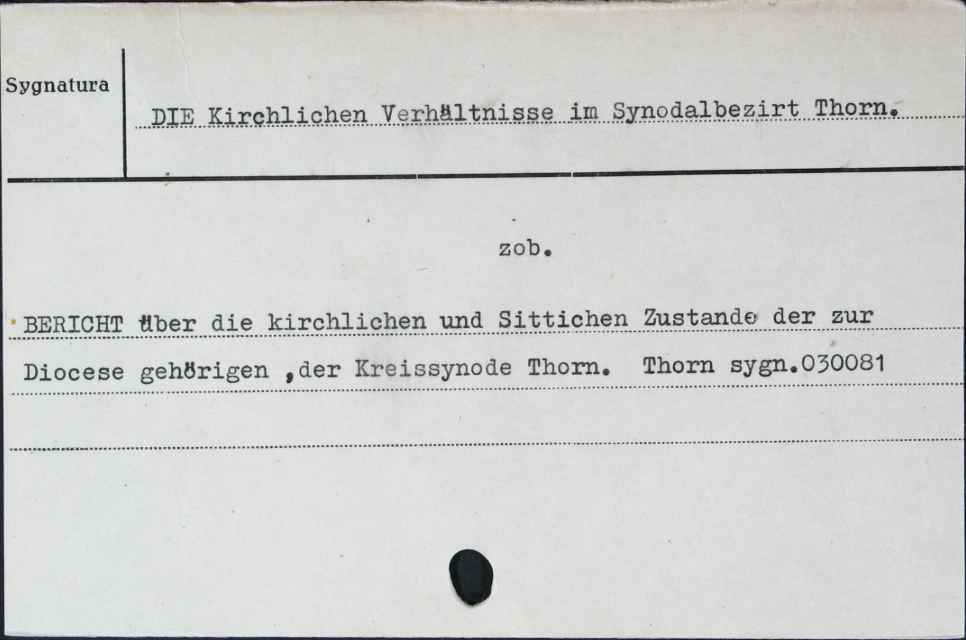 Sygnatura
DIE Kirchlichen Verhältnisse im Synodalbezirt Thorn.
zob.
BERICHT über die kirchlichen und Sittichen Zustande der zur
Diocese gehörigen ,der Kreissynode Thorn. Thorn sygn.030081